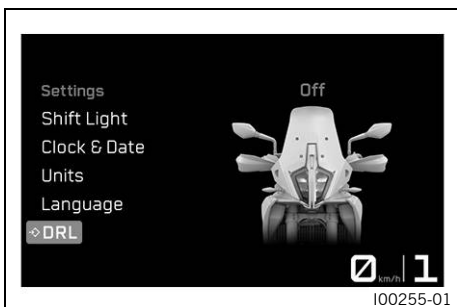 Settings
Off
Shift Light
Clock & Date
Units
Language
DRL
0 km/h 1
I00255-01